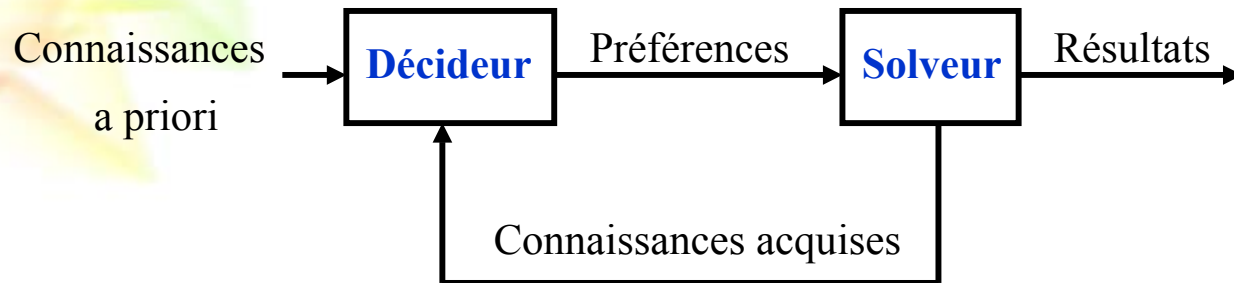 Connaissances
a priori
Décideur
Préférences
Solveur
Résultats
Connaissances acquises